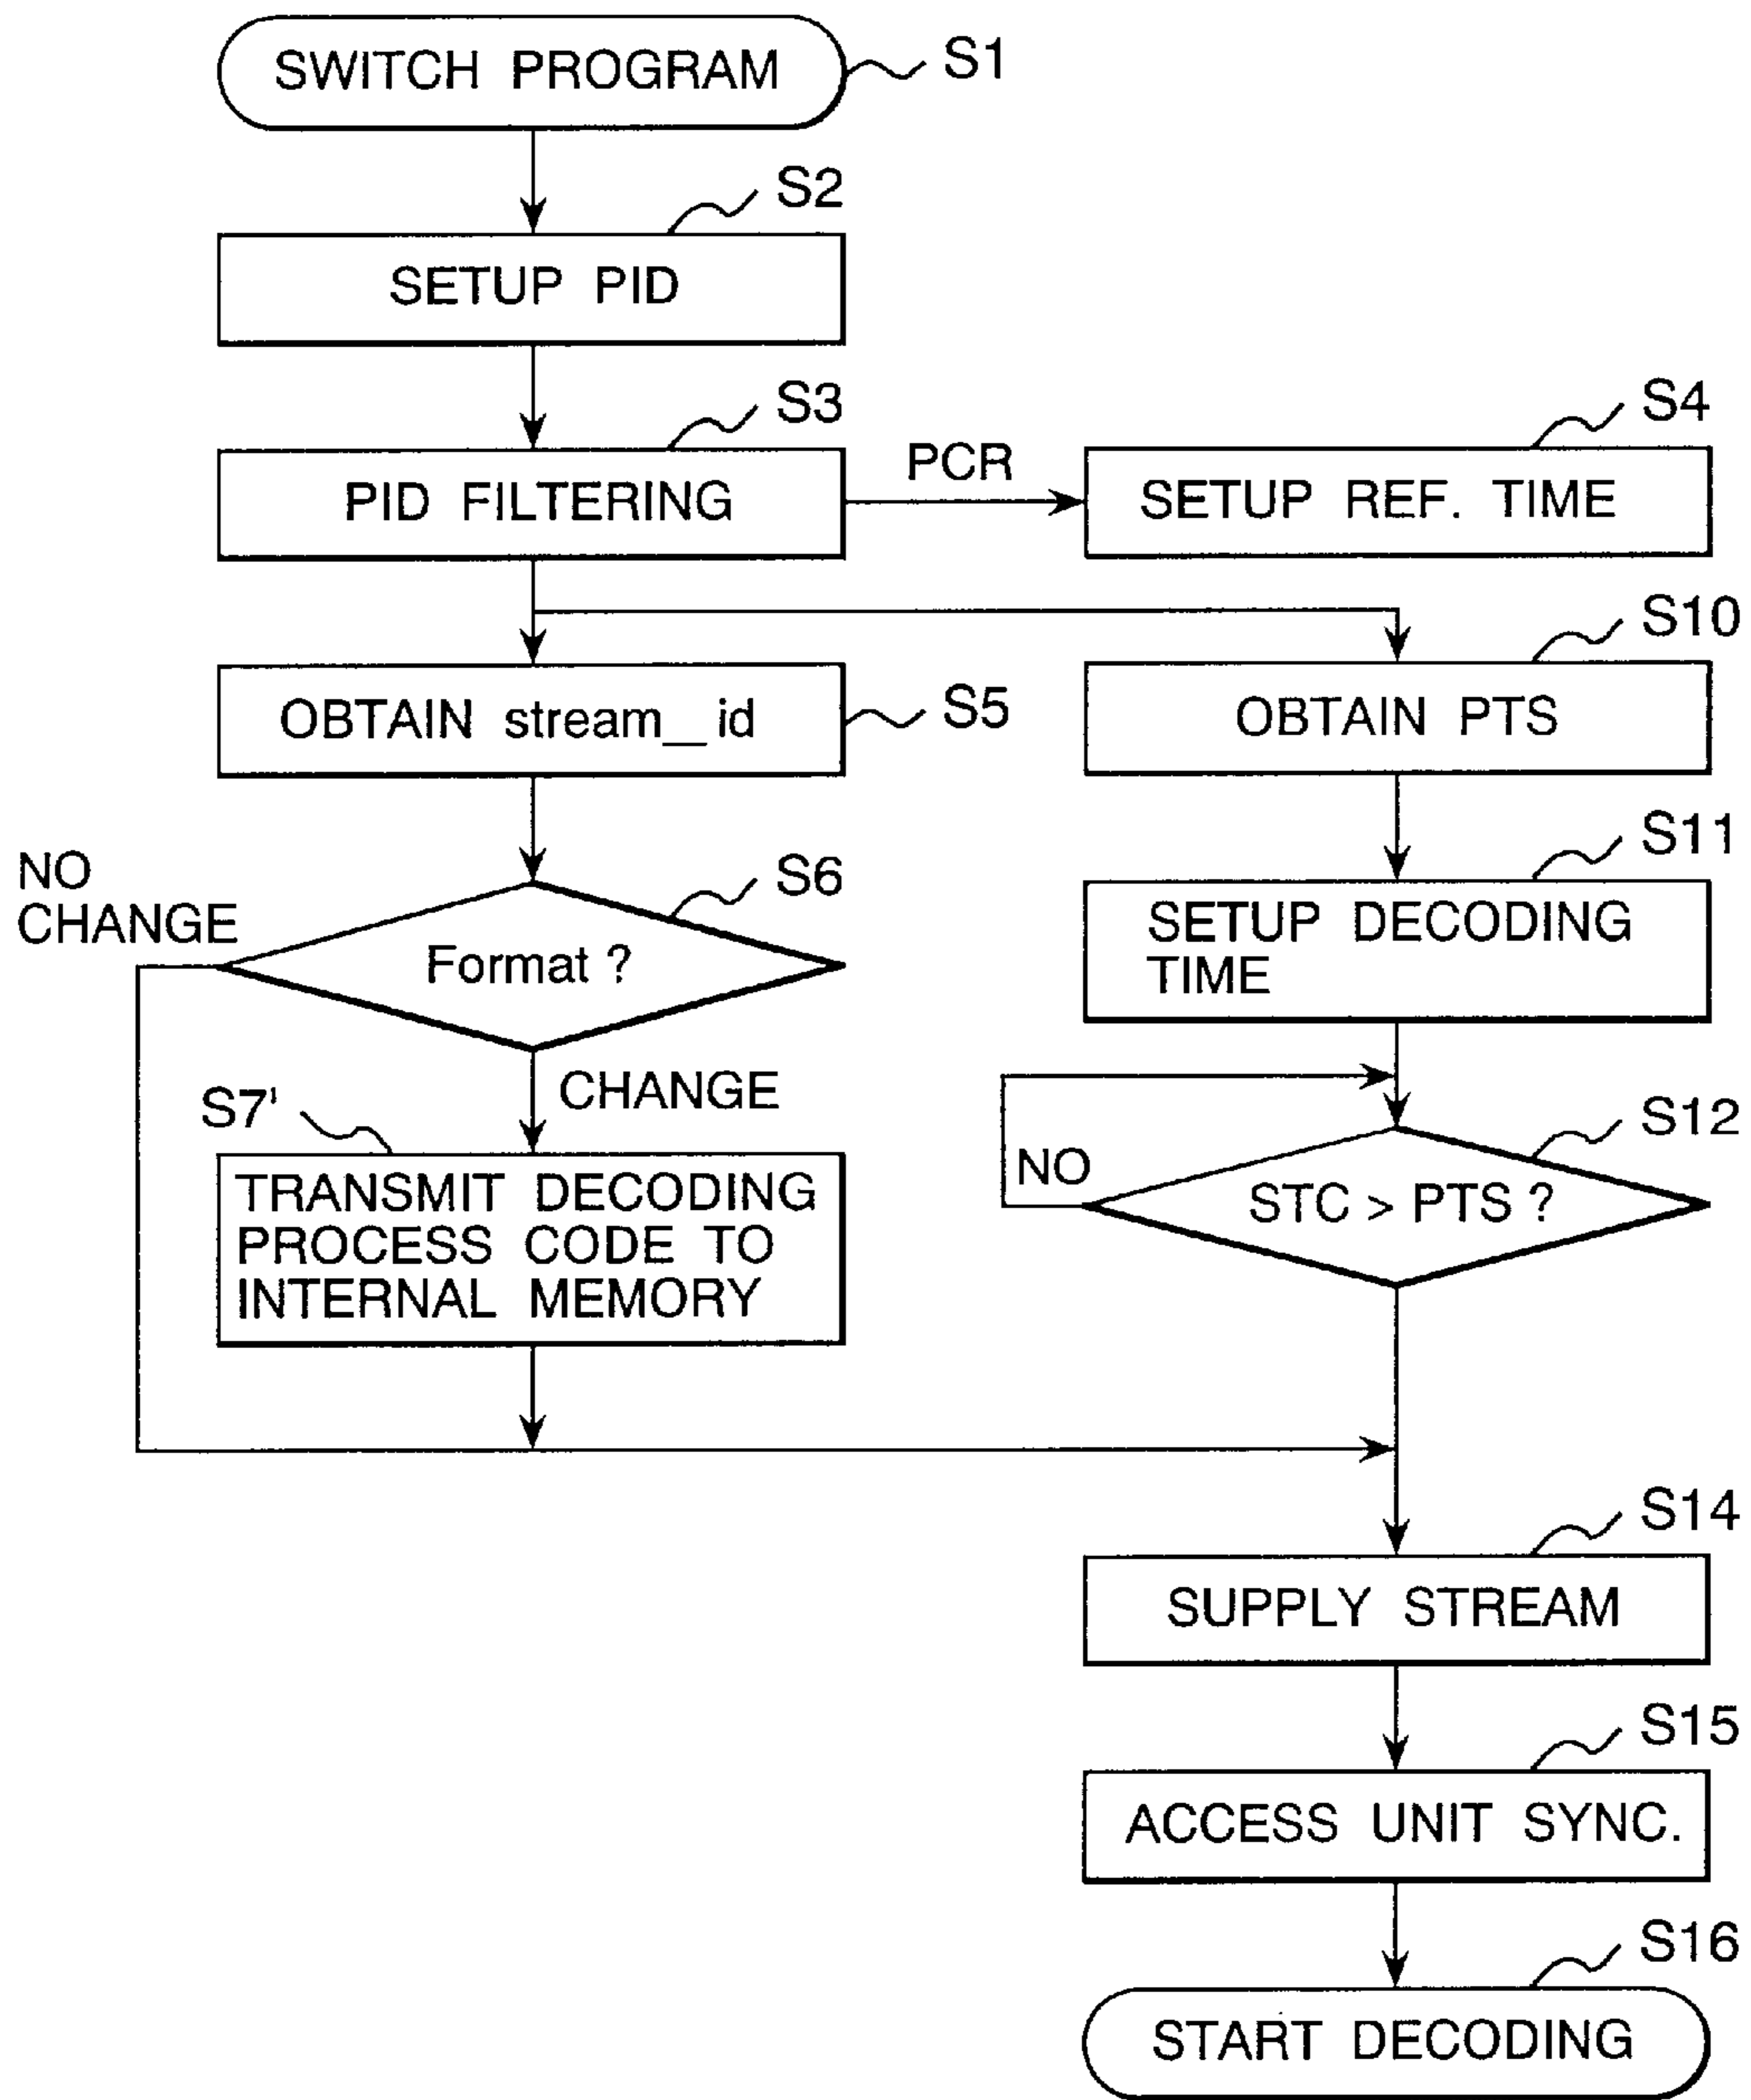 SWITCH PROGRAM
S1
S2
SETUP PID
S3
PID FILTERING
PCR
S4
SETUP REF. TIME
S5
OBTAIN stream__id
S10
OBTAIN PTS
S11
SETUP DECODING
TIME
NO
CHANGE
S6
Format ?
CHANGE
S7'
TRANSMIT DECODING
PROCESS CODE TO
INTERNAL MEMORY
S12
NO
STC > PTS ?
S14
SUPPLY STREAM
S15
ACCESS UNIT SYNC.
S16
START DECODING